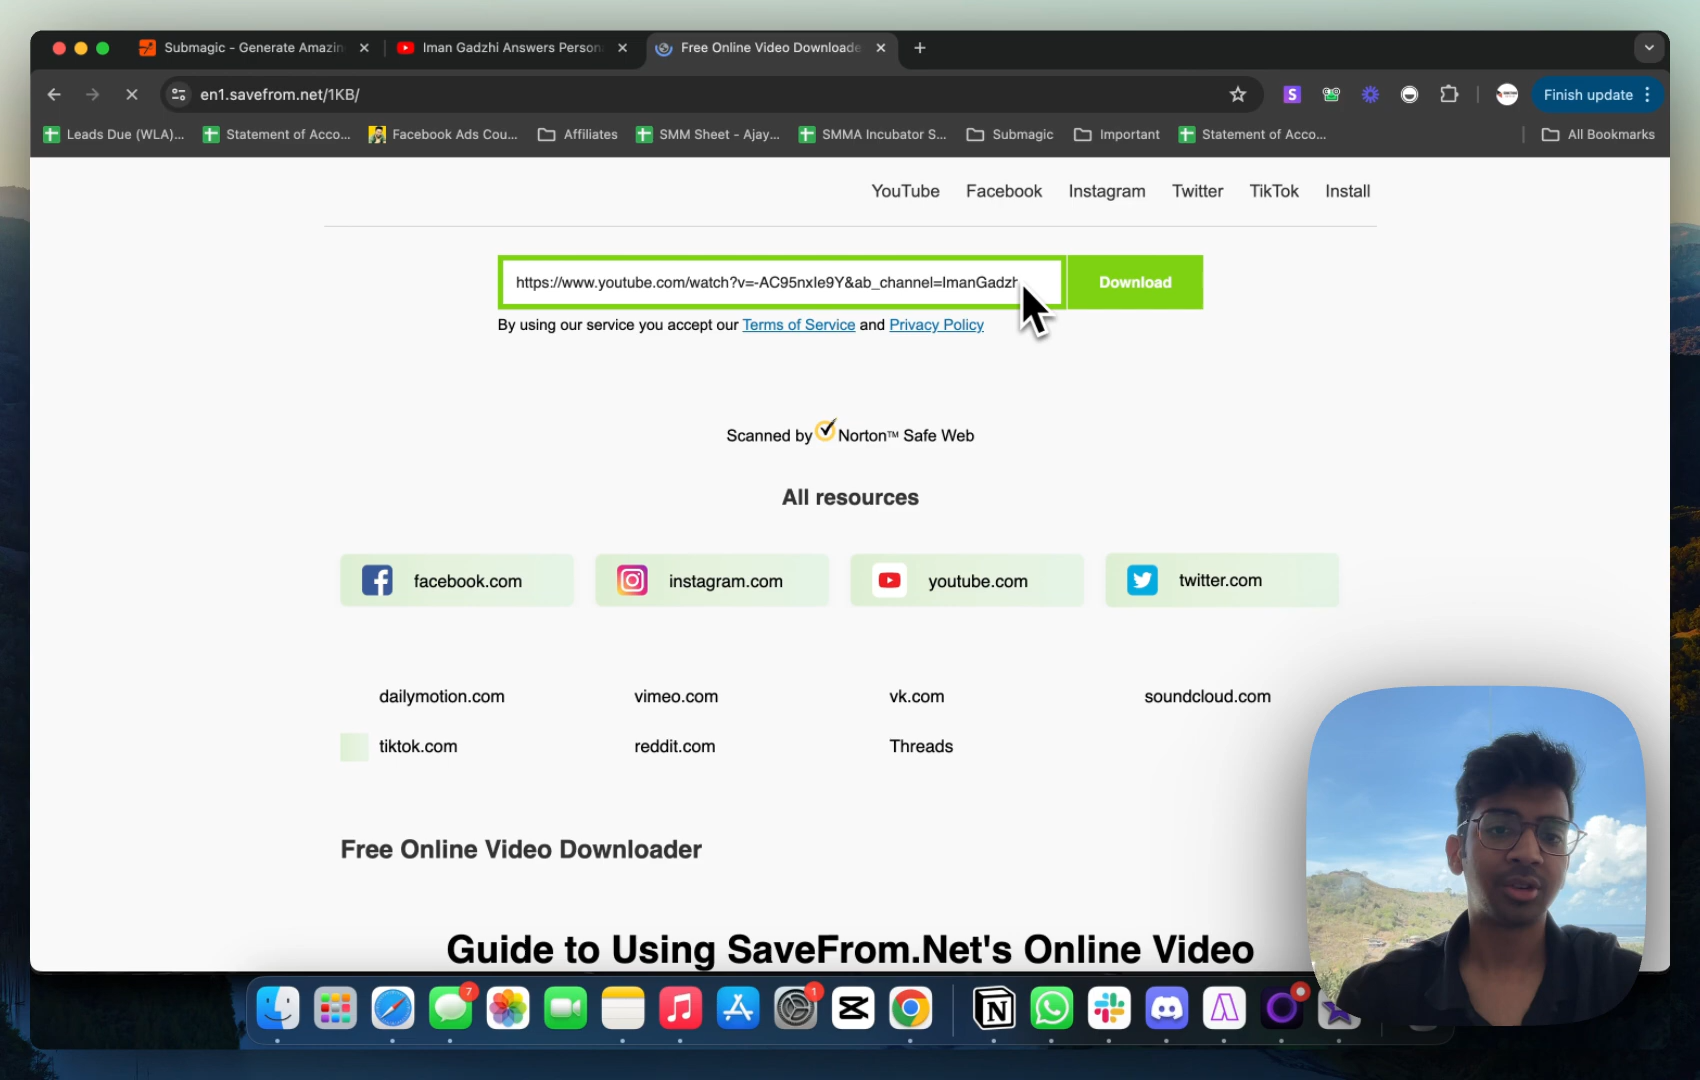 Submagic - Generate Amazin
Iman Gadzhi Answers Person
Free Online Video Downloade
en1.savefrom.net/1KB/
Finish update
Leads Due (WLA)...
Statement of Acco...
Facebook Ads Cou...
Affiliates
SMM Sheet - Ajay...
SMMA Incubator S...
Submagic
Important
Statement of Acco...
All Bookmarks
YouTube
Facebook
Instagram
Twitter
TikTok
Install
https://www.youtube.com/watch?v=-AC95nxIe9Y&ab_channel=ImanGadzh
Download
By using our service you accept our Terms of Service and Privacy Policy
Scanned by Norton™ Safe Web
All resources
facebook.com
instagram.com
youtube.com
twitter.com
dailymotion.com
vimeo.com
vk.com
soundcloud.com
tiktok.com
reddit.com
Threads
Free Online Video Downloader
Guide to Using SaveFrom.Net's Online Video
7
1